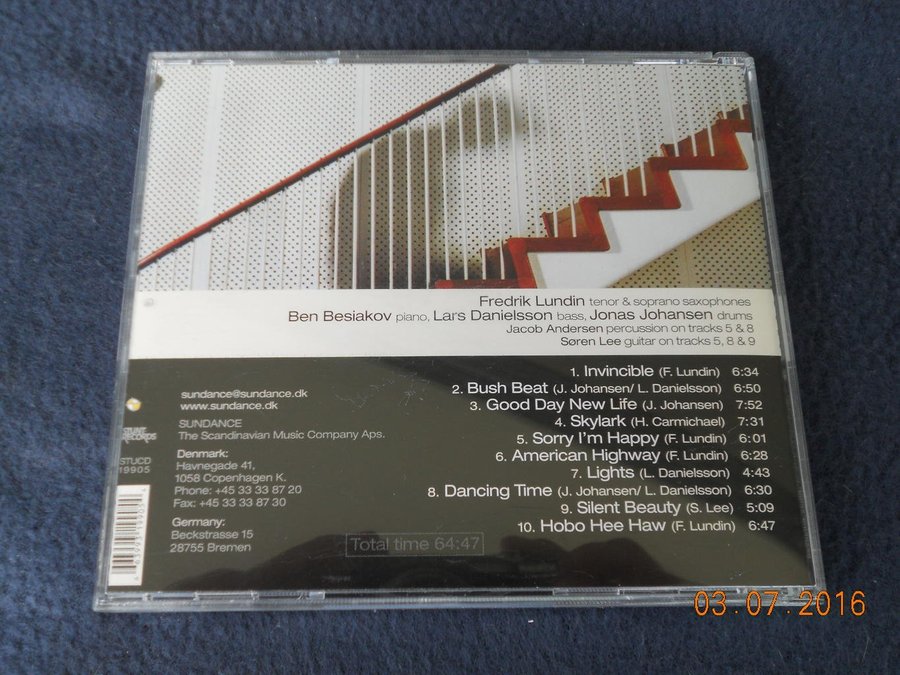 Fredrik Lundin tenor & soprano saxophones
Ben Besiakov piano, Lars Danielsson bass, Jonas Johansen drums
Jacob Andersen percussion on tracks 5 & 8
Søren Lee guitar on tracks 5, 8 & 9
1. Invincible (F. Lundin) 6:34
2. Bush Beat (J. Johansen/ L. Danielsson) 6:50
3. Good Day New Life (J. Johansen) 7:52
4. Skylark (H. Carmichael) 7:31
5. Sorry I'm Happy (F. Lundin) 6:01
6. American Highway (F. Lundin) 6:28
7. Lights (L. Danielsson) 4:43
8. Dancing Time (J. Johansen/ L. Danielsson) 6:30
9. Silent Beauty (S. Lee) 5:09
10. Hobo Hee Haw (F. Lundin) 6:47
Total time 64:47
sundance@sundance.dk
www.sundance.dk
SUNDANCE
The Scandinavian Music Company Aps.
Denmark:
Havnegade 41,
1058 Copenhagen K.
Phone: +45 33 33 87 20
Fax: +45 33 33 87 30
Germany:
Beckstrasse 15
28755 Bremen
STUNT
RECORDS
STUCD
19905
03.07.2016